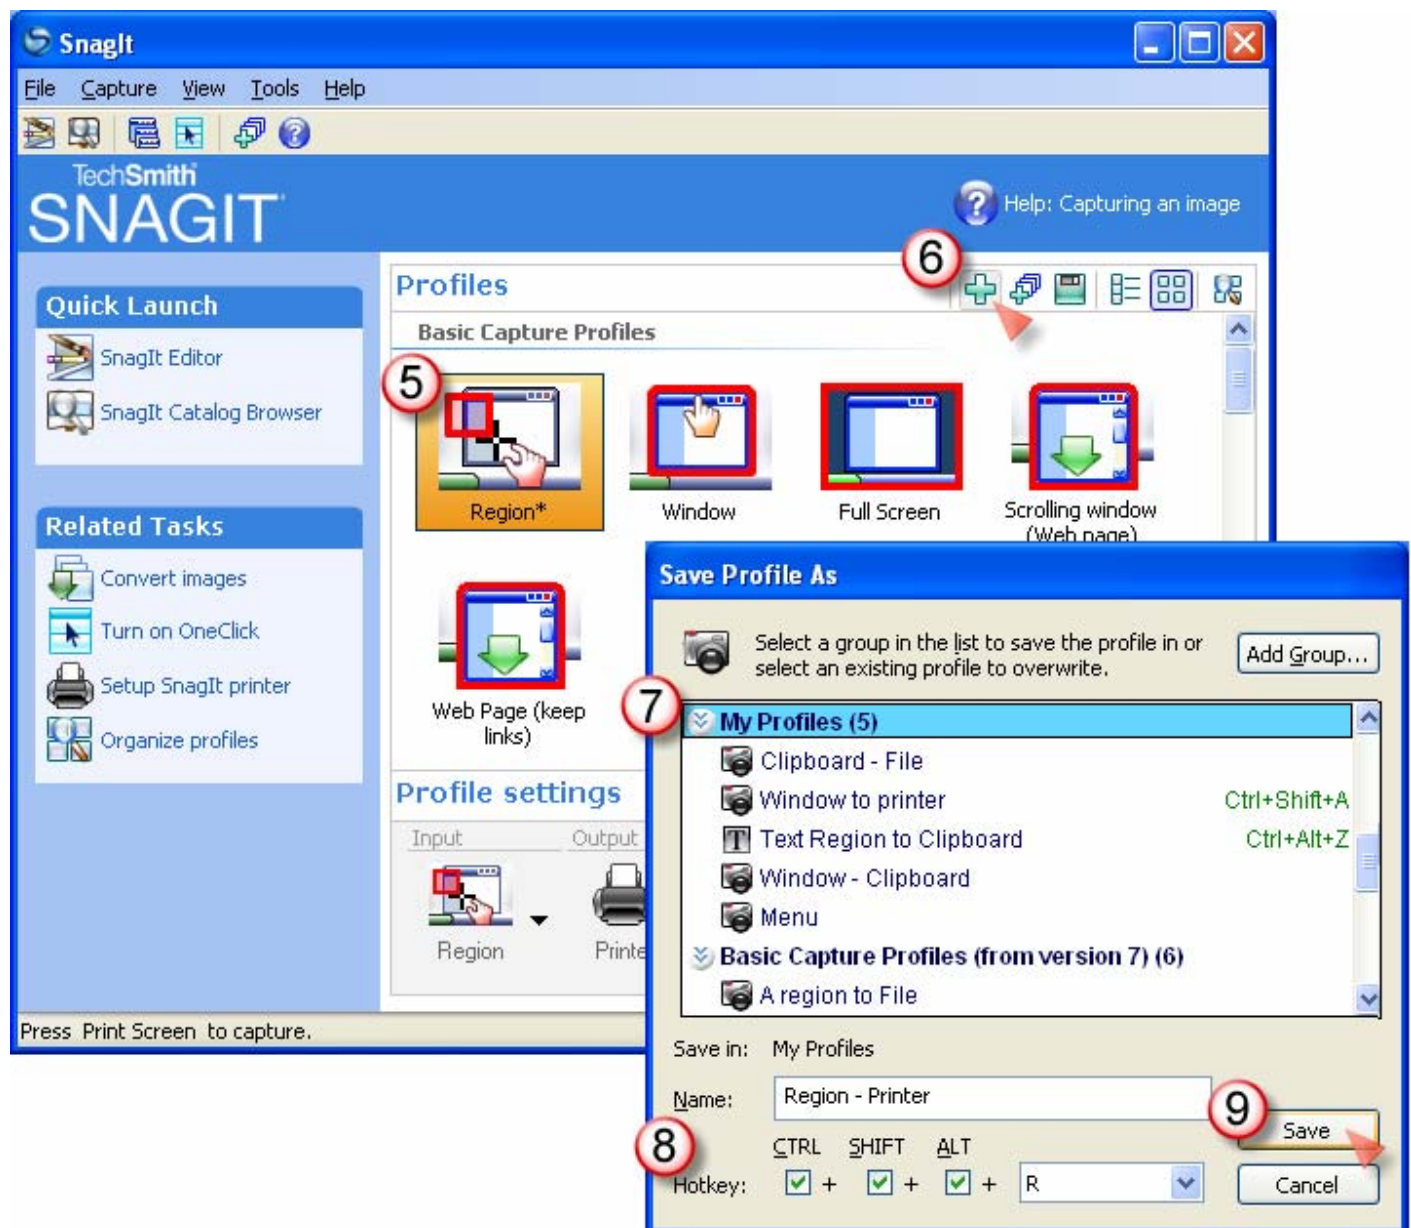 SnagIt
File Capture View Tools Help
TechSmith
SNAGIT
Help: Capturing an image
6
Quick Launch
SnagIt Editor
SnagIt Catalog Browser
Related Tasks
Convert images
Turn on OneClick
Setup SnagIt printer
Organize profiles
Profiles
Basic Capture Profiles
5
Region*
Window
Full Screen
Scrolling window
(Web page)
Web Page (keep
links)
Profile settings
Input
Output
Region
Printe
Press Print Screen to capture.
Save Profile As
Select a group in the list to save the profile in or
select an existing profile to overwrite.
Add Group...
7
My Profiles (5)
Clipboard - File
Window to printer Ctrl+Shift+A
T Text Region to Clipboard Ctrl+Alt+Z
Window - Clipboard
Menu
Basic Capture Profiles (from version 7) (6)
A region to File
Save in: My Profiles
Name: Region - Printer
9
Save
8
CTRL SHIFT ALT
Hotkey: + + + R
Cancel